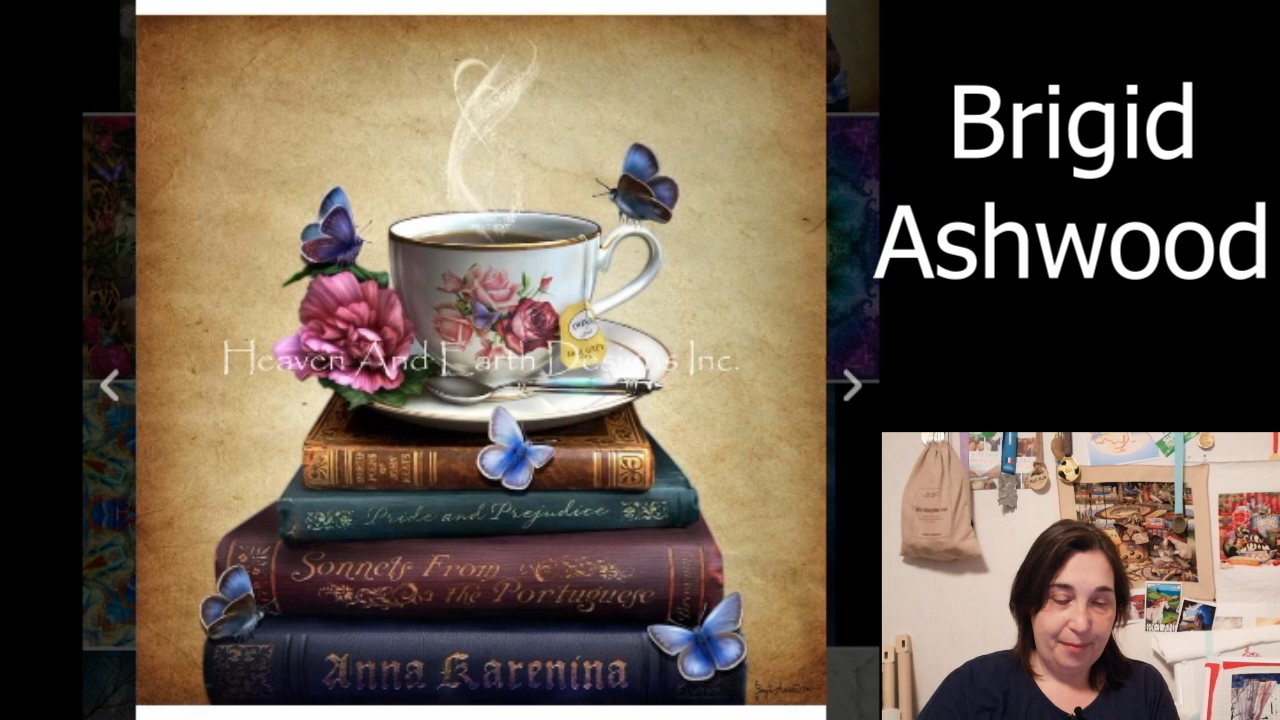 Brigid
Ashwood
Heaven And Earth Designs Inc.
Pride and Prejudice
Sonnets From
the Portuguese
Anna Karenina